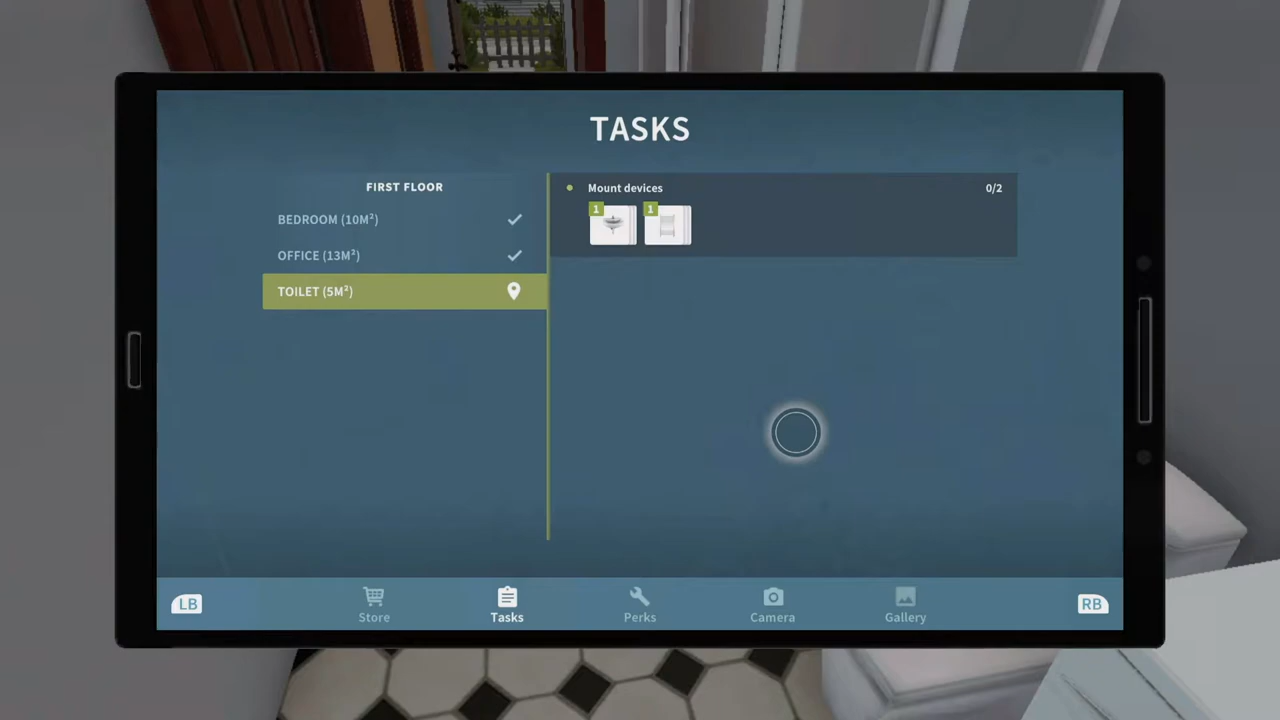 TASKS
FIRST FLOOR
BEDROOM (10M²)
OFFICE (13M²)
TOILET (5M²)
Mount devices 0/2
1 1
LB
Store
Tasks
Perks
Camera
Gallery
RB